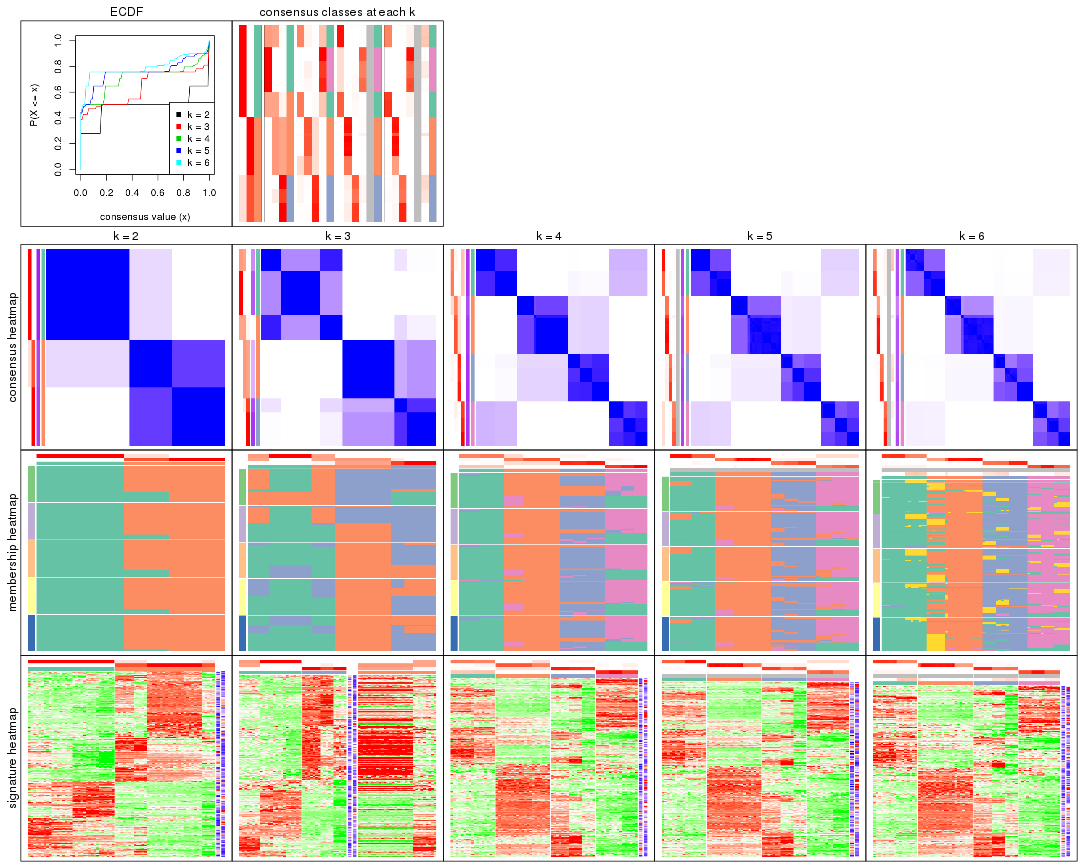 ECDF
consensus classes at each k
P(X <= x)
0.0 0.2 0.4 0.6 0.8 1.0
k = 2
k = 3
k = 4
k = 5
k = 6
0.0 0.2 0.4 0.6 0.8 1.0
consensus value (x)
k = 2
k = 3
k = 4
k = 5
k = 6
consensus heatmap
membership heatmap
signature heatmap